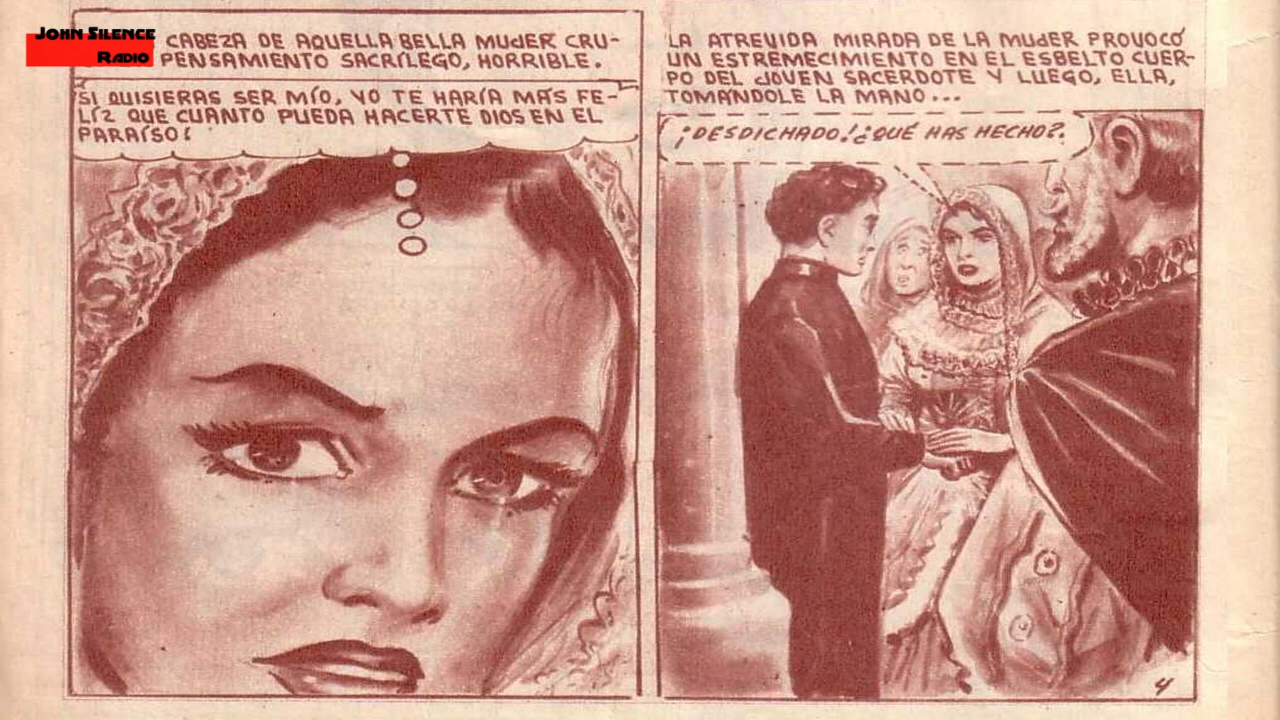 JOHN SILENCE
RADIO
CABEZA DE AQUELLA BELLA MUJER CRU-
PENSAMIENTO SACRÍLEGO, HORRIBLE.
SI QUISIERAS SER MÍO, YO TE HARÍA MÁS FE-
LIZ QUE CUANTO PUEDA HACERTE DIOS EN EL
PARAÍSO!
LA ATREVIDA MIRADA DE LA MUJER PROVOCÓ
UN ESTREMECIMIENTO EN EL ESBELTO CUER-
PO DEL JOVEN SACERDOTE Y LUEGO, ELLA,
TOMÁNDOLE LA MANO...
¡DESDICHADO! ¿QUÉ HAS HECHO?.
4